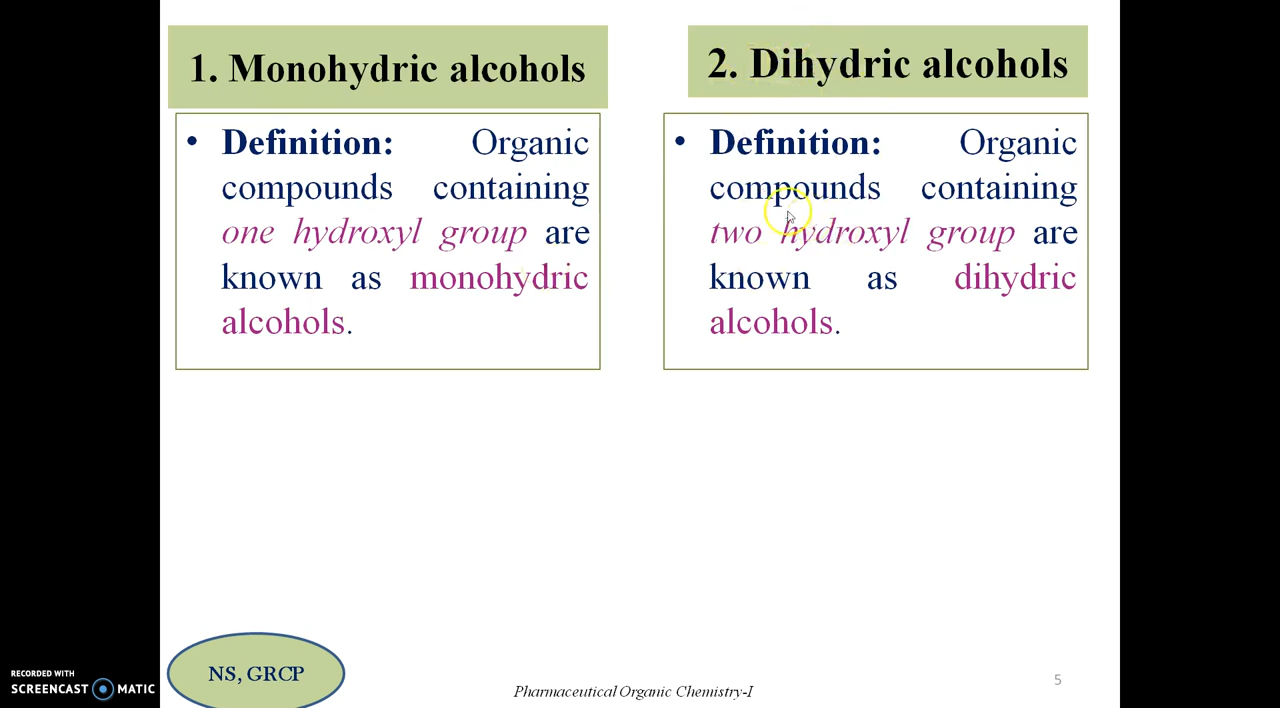 1. Monohydric alcohols
• Definition: Organic
compounds containing
one hydroxyl group are
known as monohydric
alcohols.
2. Dihydric alcohols
• Definition: Organic
compounds containing
two hydroxyl group are
known as dihydric
alcohols.
NS, GRCP
Pharmaceutical Organic Chemistry-I
5
RECORDED WITH
SCREENCAST MATIC